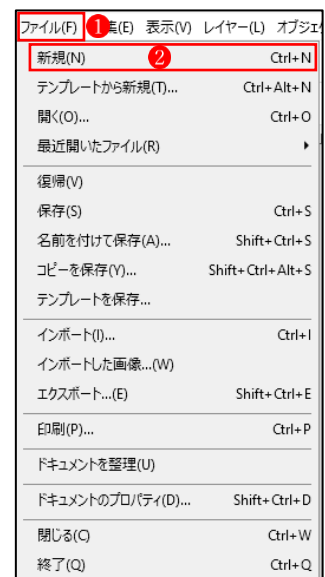 ファイル(F) 1 集(E) 表示(V) レイヤー(L) オブジェ
新規(N) 2 Ctrl+N
テンプレートから新規(T)... Ctrl+Alt+N
開く(O)... Ctrl+O
最近開いたファイル(R)
復帰(V)
保存(S) Ctrl+S
名前を付けて保存(A)... Shift+Ctrl+S
コピーを保存(Y)... Shift+Ctrl+Alt+S
テンプレートを保存...
インポート(I)... Ctrl+I
インポートした画像...(W)
エクスポート...(E) Shift+Ctrl+E
印刷(P)... Ctrl+P
ドキュメントを整理(U)
ドキュメントのプロパティ(D)... Shift+Ctrl+D
閉じる(C) Ctrl+W
終了(Q) Ctrl+Q